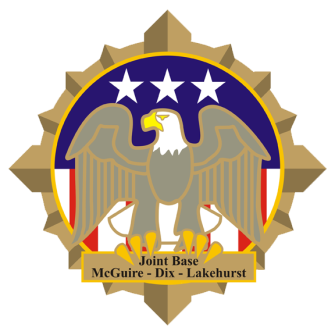 Joint Base
McGuire - Dix - Lakehurst